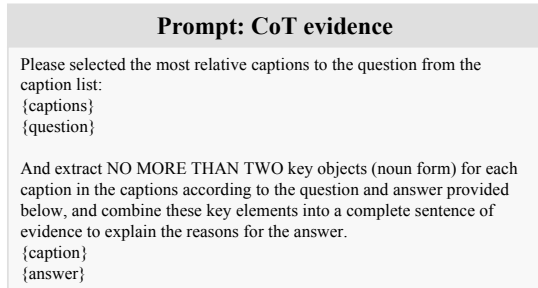 Prompt: CoT evidence
Please selected the most relative captions to the question from the
caption list:
{captions}
{question}
And extract NO MORE THAN TWO key objects (noun form) for each
caption in the captions according to the question and answer provided
below, and combine these key elements into a complete sentence of
evidence to explain the reasons for the answer.
{caption}
{answer}